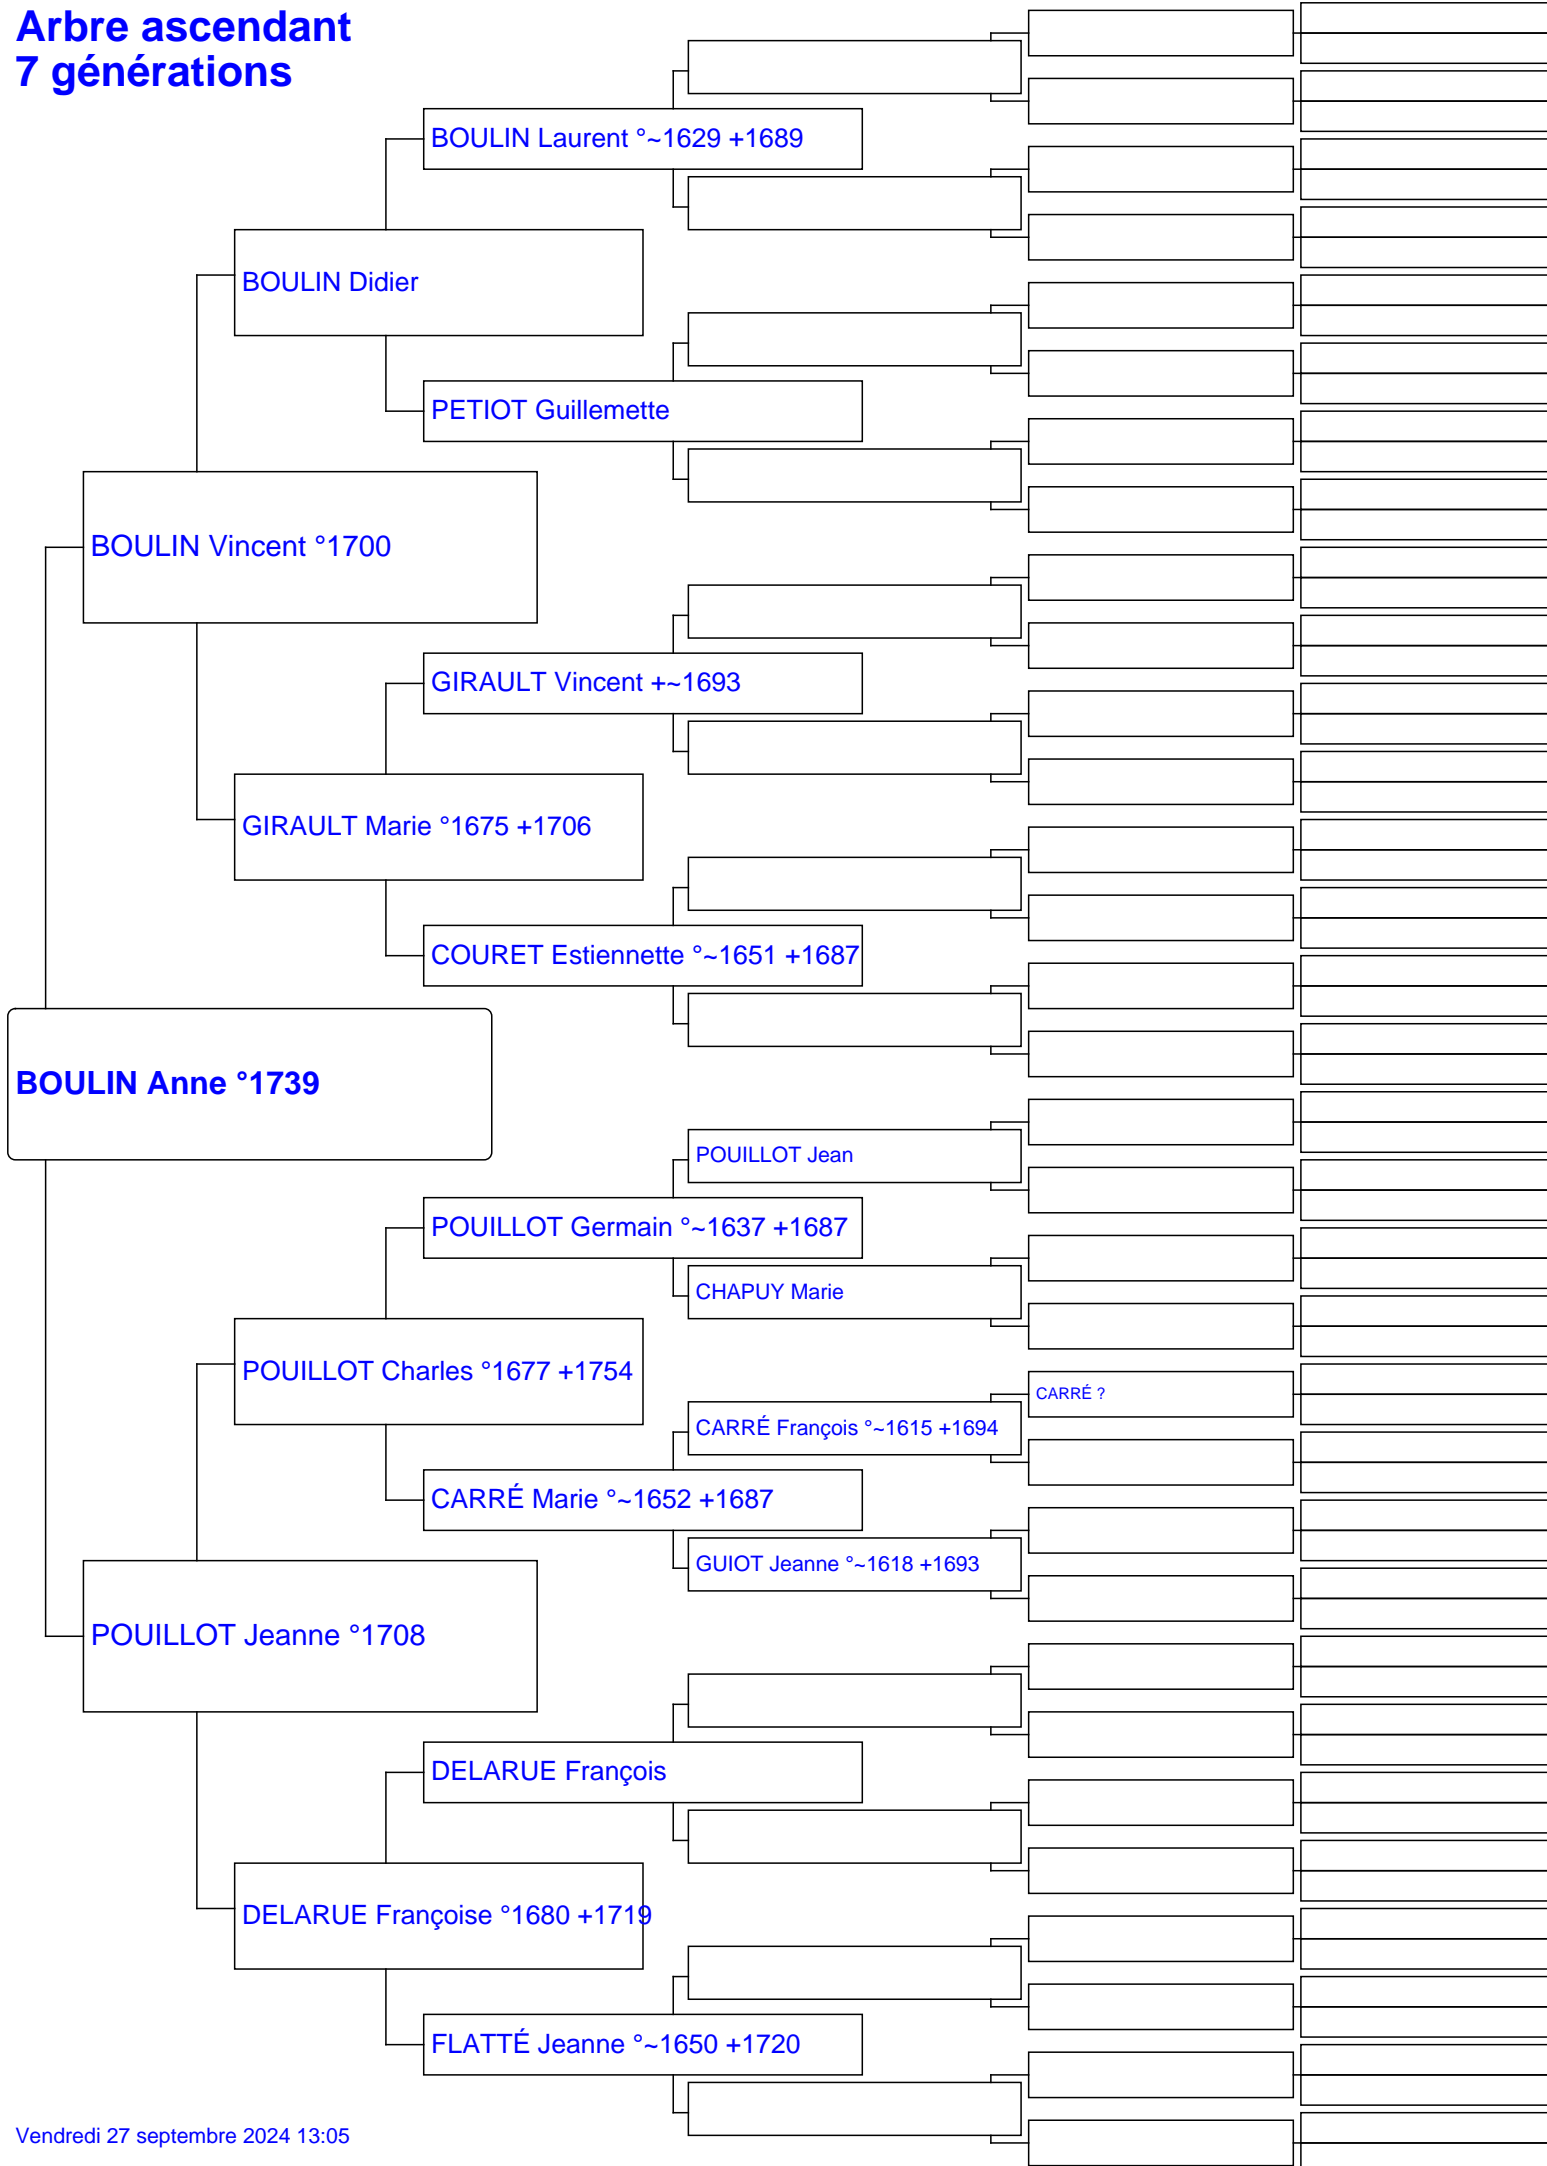 Arbre ascendant
7 générations
BOULIN Laurent °~1629 +1689
BOULIN Didier
PETIOT Guillemette
BOULIN Vincent °1700
GIRAULT Vincent +~1693
GIRAULT Marie °1675 +1706
COURET Estiennette °~1651 +1687
BOULIN Anne °1739
POUILLOT Jean
POUILLOT Germain °~1637 +1687
CHAPUY Marie
POUILLOT Charles °1677 +1754
CARRÉ ?
CARRÉ François °~1615 +1694
CARRÉ Marie °~1652 +1687
GUIOT Jeanne °~1618 +1693
POUILLOT Jeanne °1708
DELARUE François
DELARUE Françoise °1680 +1719
FLATTÉ Jeanne °~1650 +1720
Vendredi 27 septembre 2024 13:05